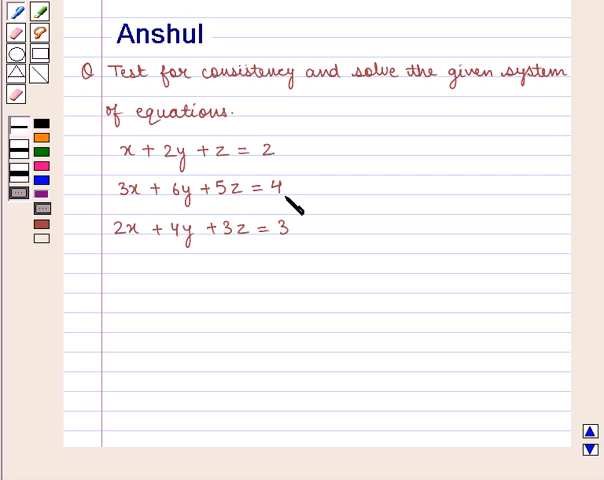 Anshul
Q Test for consistency and solve the given system
of equations.
x + 2y + z = 2
3x + 6y + 5z = 4
2x + 4y + 3z = 3